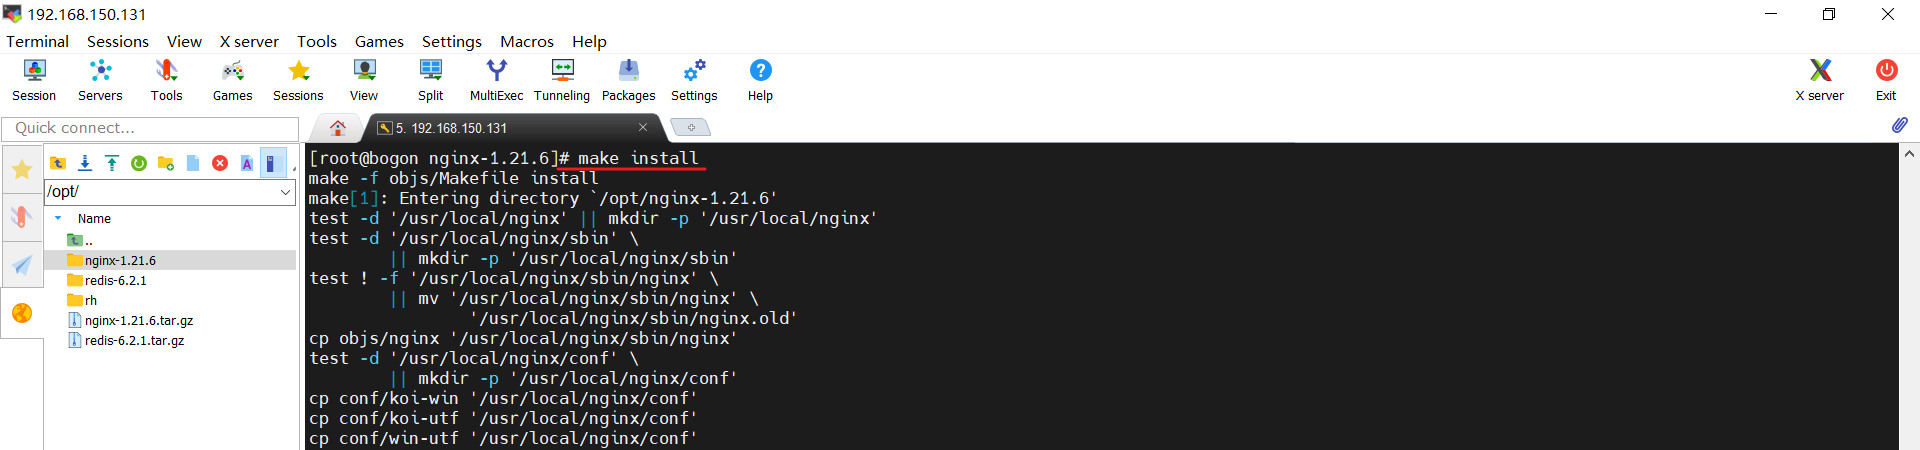 192.168.150.131
Terminal Sessions View X server Tools Games Settings Macros Help
Session Servers Tools Games Sessions View Split MultiExec Tunneling Packages Settings Help X server Exit
Quick connect...
5. 192.168.150.131
/opt/
Name
..
nginx-1.21.6
redis-6.2.1
rh
nginx-1.21.6.tar.gz
redis-6.2.1.tar.gz
[root@bogon nginx-1.21.6]# make install
make -f objs/Makefile install
make[1]: Entering directory `/opt/nginx-1.21.6'
test -d '/usr/local/nginx' || mkdir -p '/usr/local/nginx'
test -d '/usr/local/nginx/sbin' \
|| mkdir -p '/usr/local/nginx/sbin'
test ! -f '/usr/local/nginx/sbin/nginx' \
|| mv '/usr/local/nginx/sbin/nginx' \
'/usr/local/nginx/sbin/nginx.old'
cp objs/nginx '/usr/local/nginx/sbin/nginx'
test -d '/usr/local/nginx/conf' \
|| mkdir -p '/usr/local/nginx/conf'
cp conf/koi-win '/usr/local/nginx/conf'
cp conf/koi-utf '/usr/local/nginx/conf'
cp conf/win-utf '/usr/local/nginx/conf'